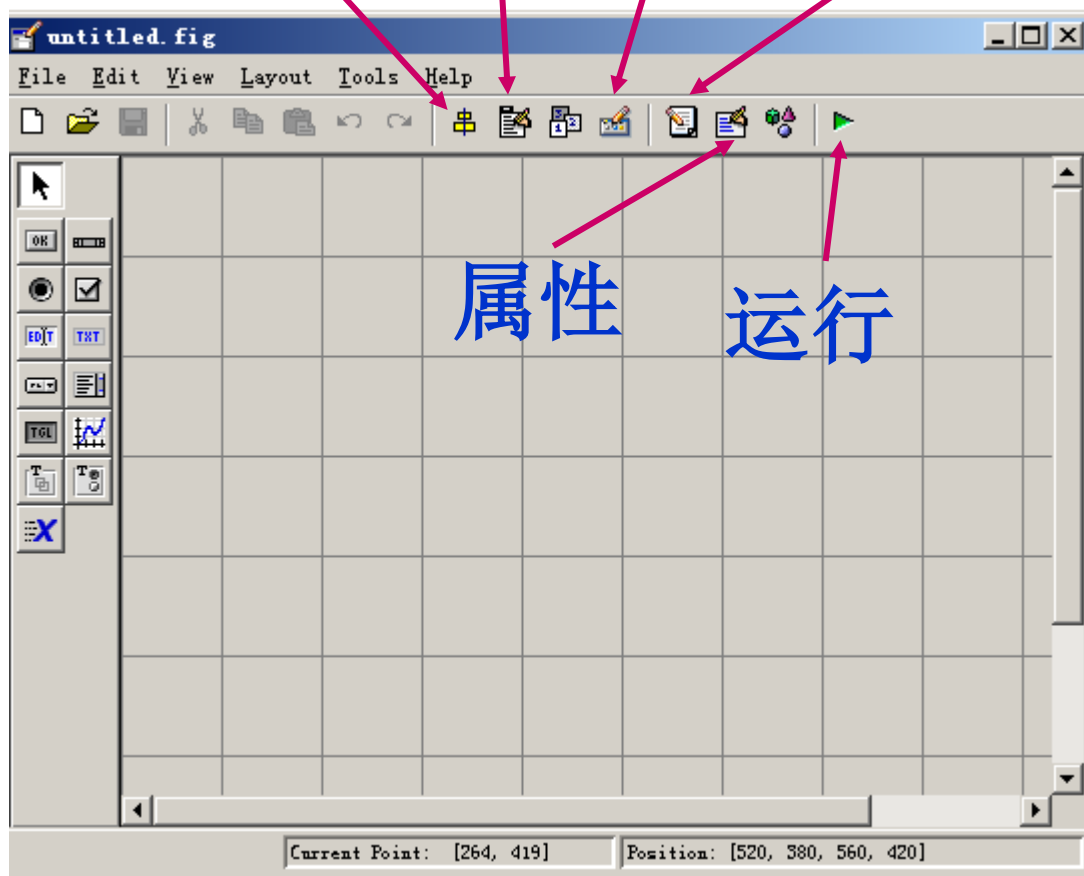 untitled.fig
File Edit View Layout Tools Help
OK
EDIT TXT
TGL
T T
X
属性 运行
Current Point: [264, 419] Position: [520, 380, 560, 420]